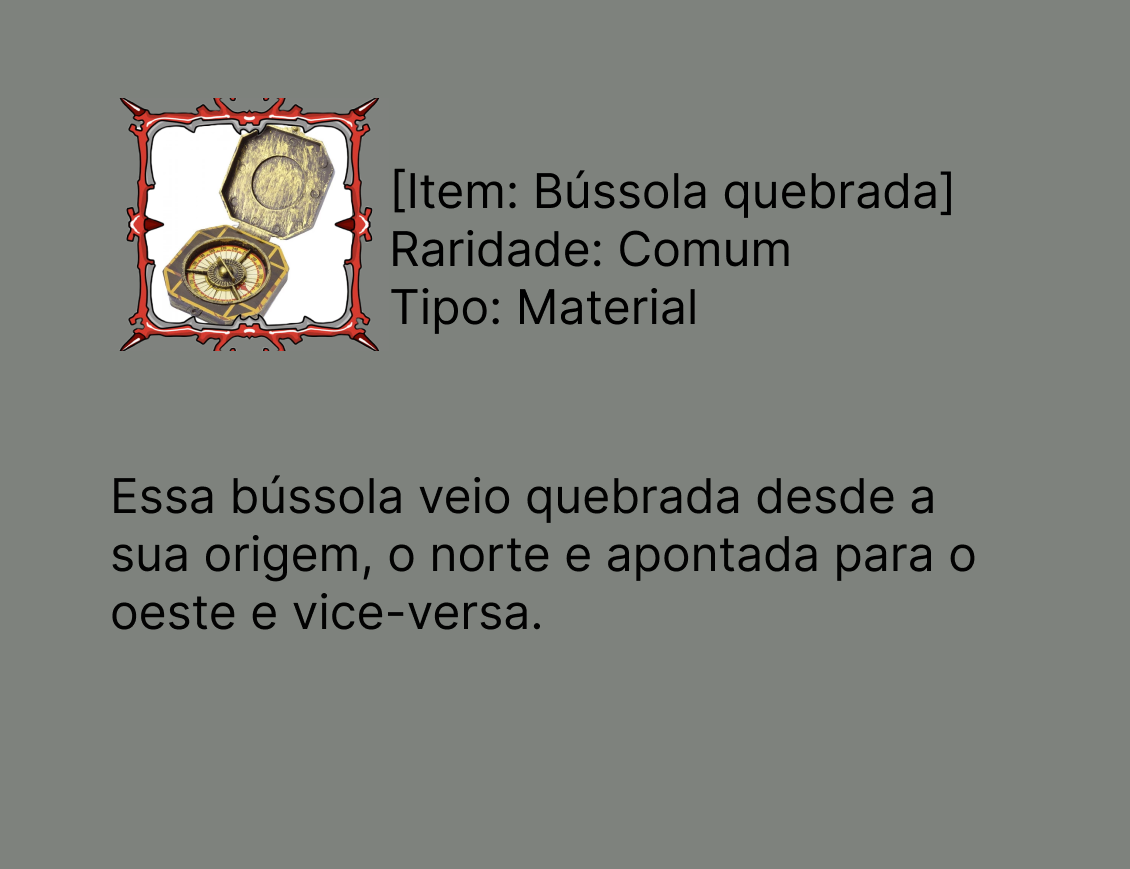 [Item: Bússola quebrada]
Raridade: Comum
Tipo: Material
Essa bússola veio quebrada desde a
sua origem, o norte e apontada para o
oeste e vice-versa.